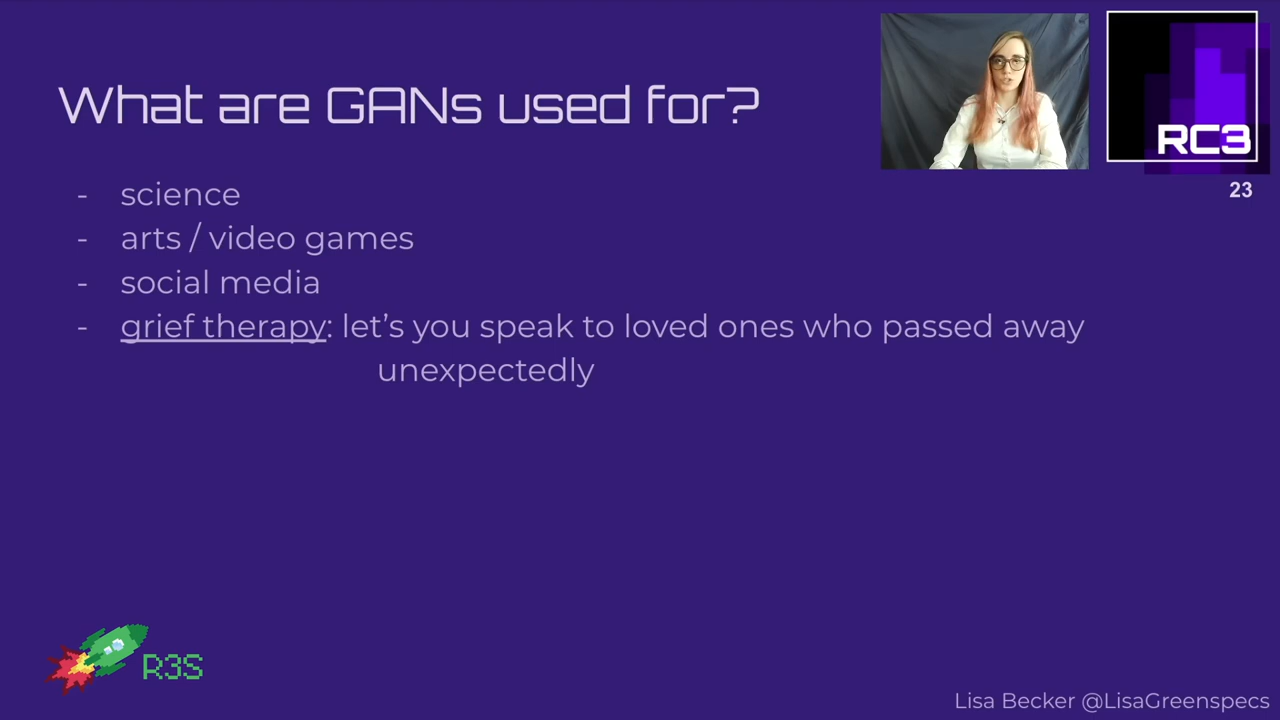 What are GANs used for?
RC3
23
- science
- arts / video games
- social media
- grief therapy: let's you speak to loved ones who passed away
unexpectedly
R3S
Lisa Becker @LisaGreenspecs